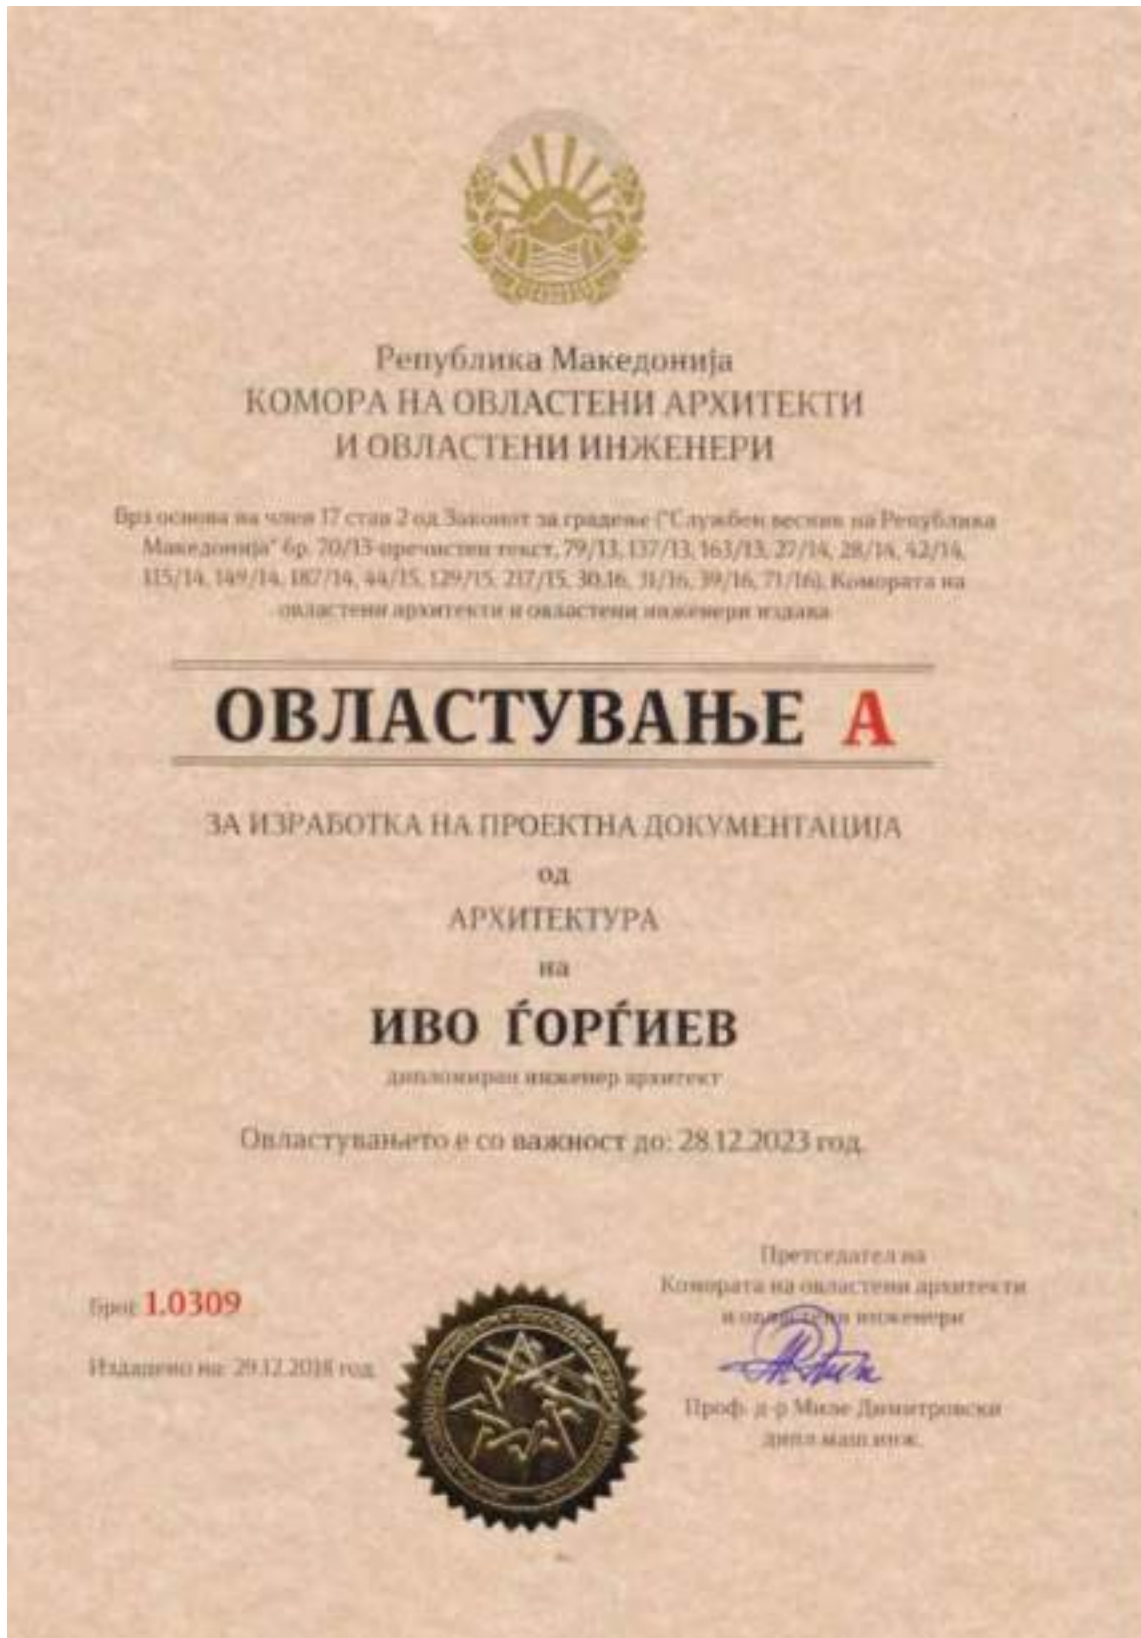 Република Македонија
КОМОРА НА ОВЛАСТЕНИ АРХИТЕКТИ
И ОВЛАСТЕНИ ИНЖЕНЕРИ
Врз основа на член 17 став 2 од Законот за градење ("Службен весник на Република
Македонија" бр. 70/13-пречистен текст, 79/13, 137/13, 163/13, 27/14, 28/14, 42/14,
115/14, 149/14, 187/14, 44/15, 129/15, 217/15, 30,16, 31/16, 39/16, 71/16), Комората на
овластени архитекти и овластени инженери издава
ОВЛАСТУВАЊЕ А
ЗА ИЗРАБОТКА НА ПРОЕКТНА ДОКУМЕНТАЦИЈА
од
АРХИТЕКТУРА
на
ИВО ЃОРЃИЕВ
дипломиран инженер архитект
Овластувањето е со важност до: 28.12.2023 год.
Број: 1.0309
Издадено на: 29.12.2018 год.
Претседател на
Комората на овластени архитекти
и овластени инженери
Проф. д-р Миле Димитровски
дипл.маш.инж.